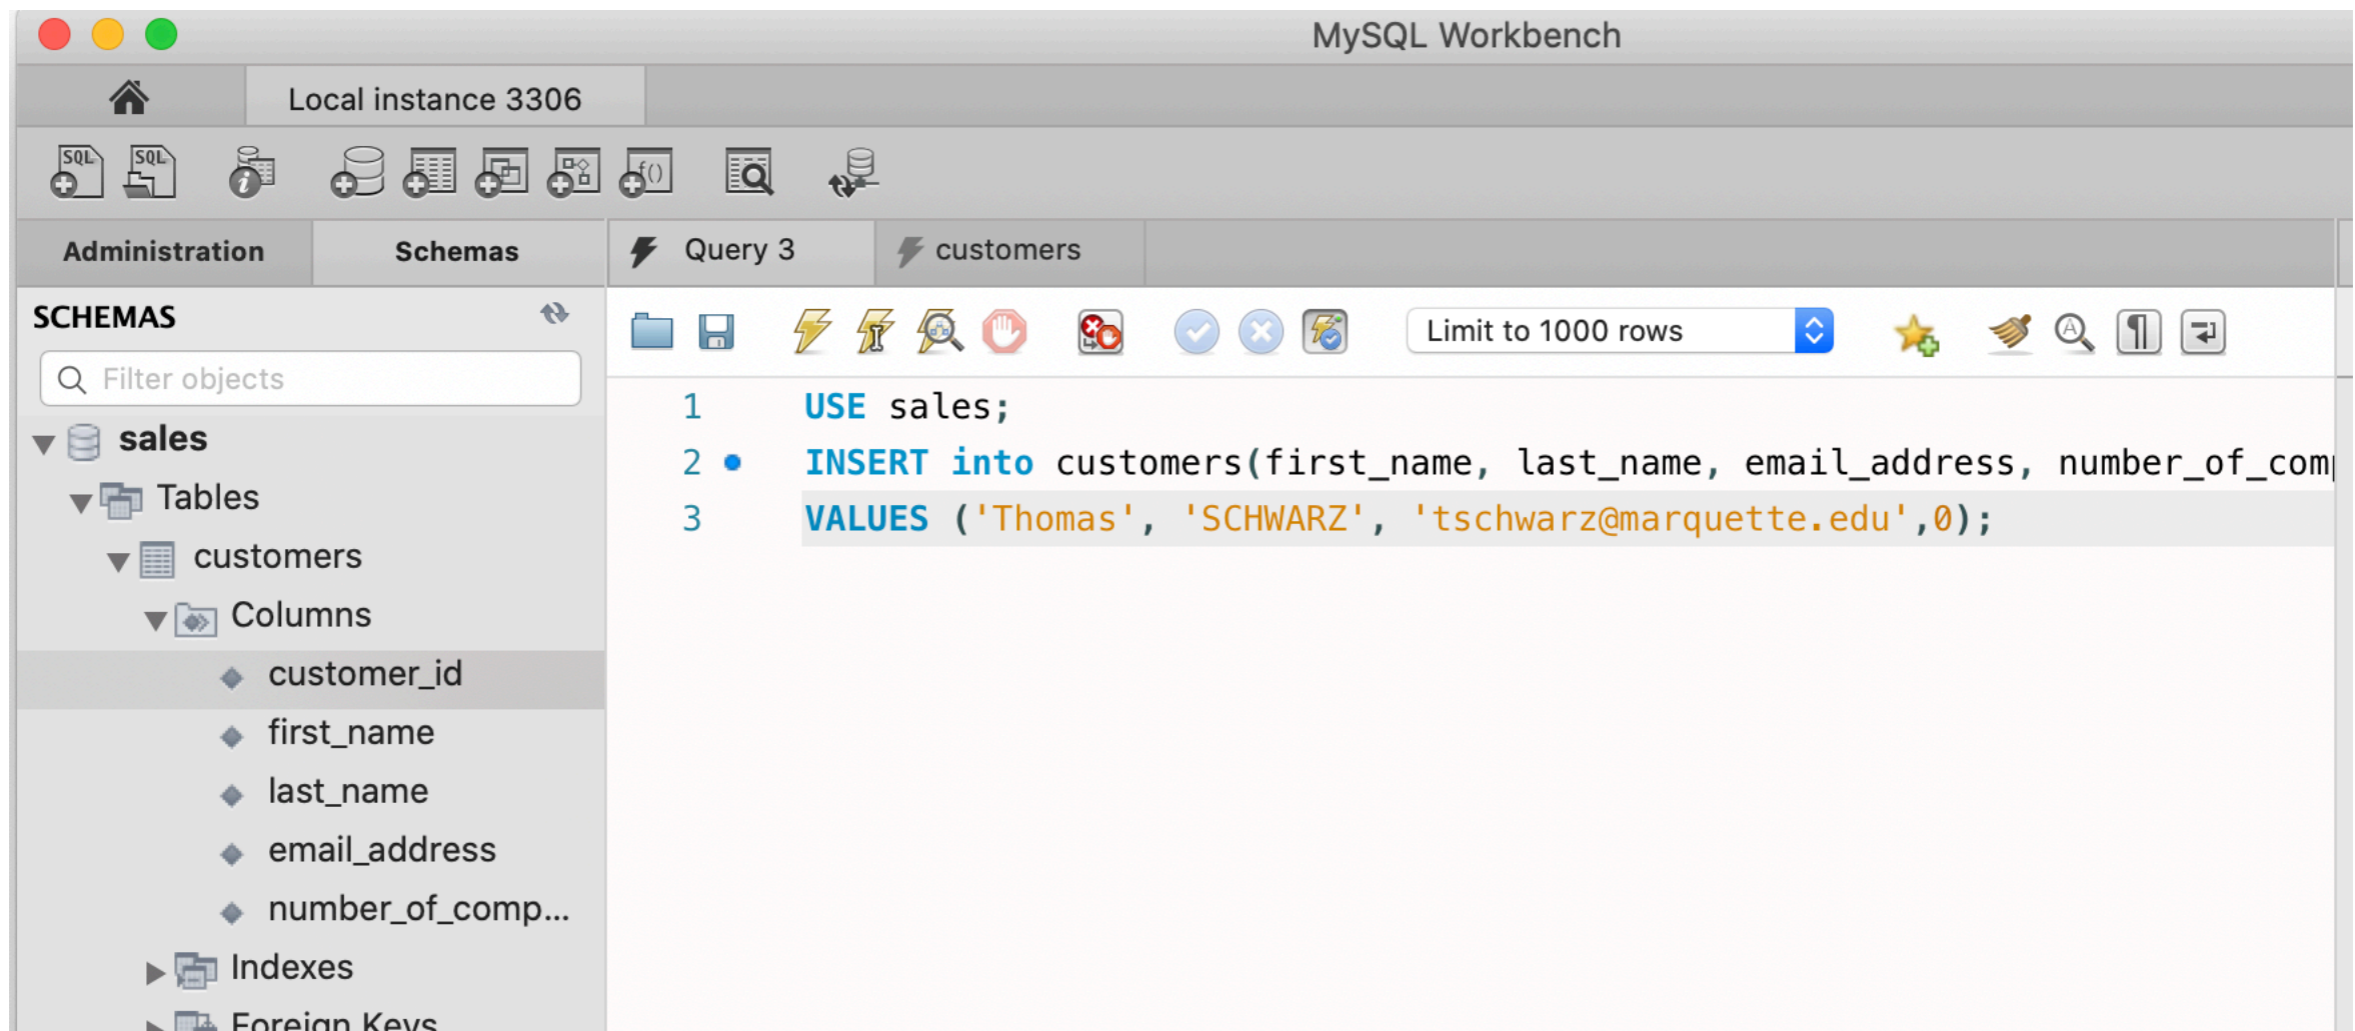 MySQL Workbench
Local instance 3306
SQL SQL f()
Administration Schemas
SCHEMAS
Filter objects
sales
Tables
customers
Columns
customer_id
first_name
last_name
email_address
number_of_comp...
Indexes
Foreign Keys
Query 3 customers
Limit to 1000 rows
1 USE sales;
2 INSERT into customers(first_name, last_name, email_address, number_of_com
3 VALUES ('Thomas', 'SCHWARZ', 'tschwarz@marquette.edu',0);